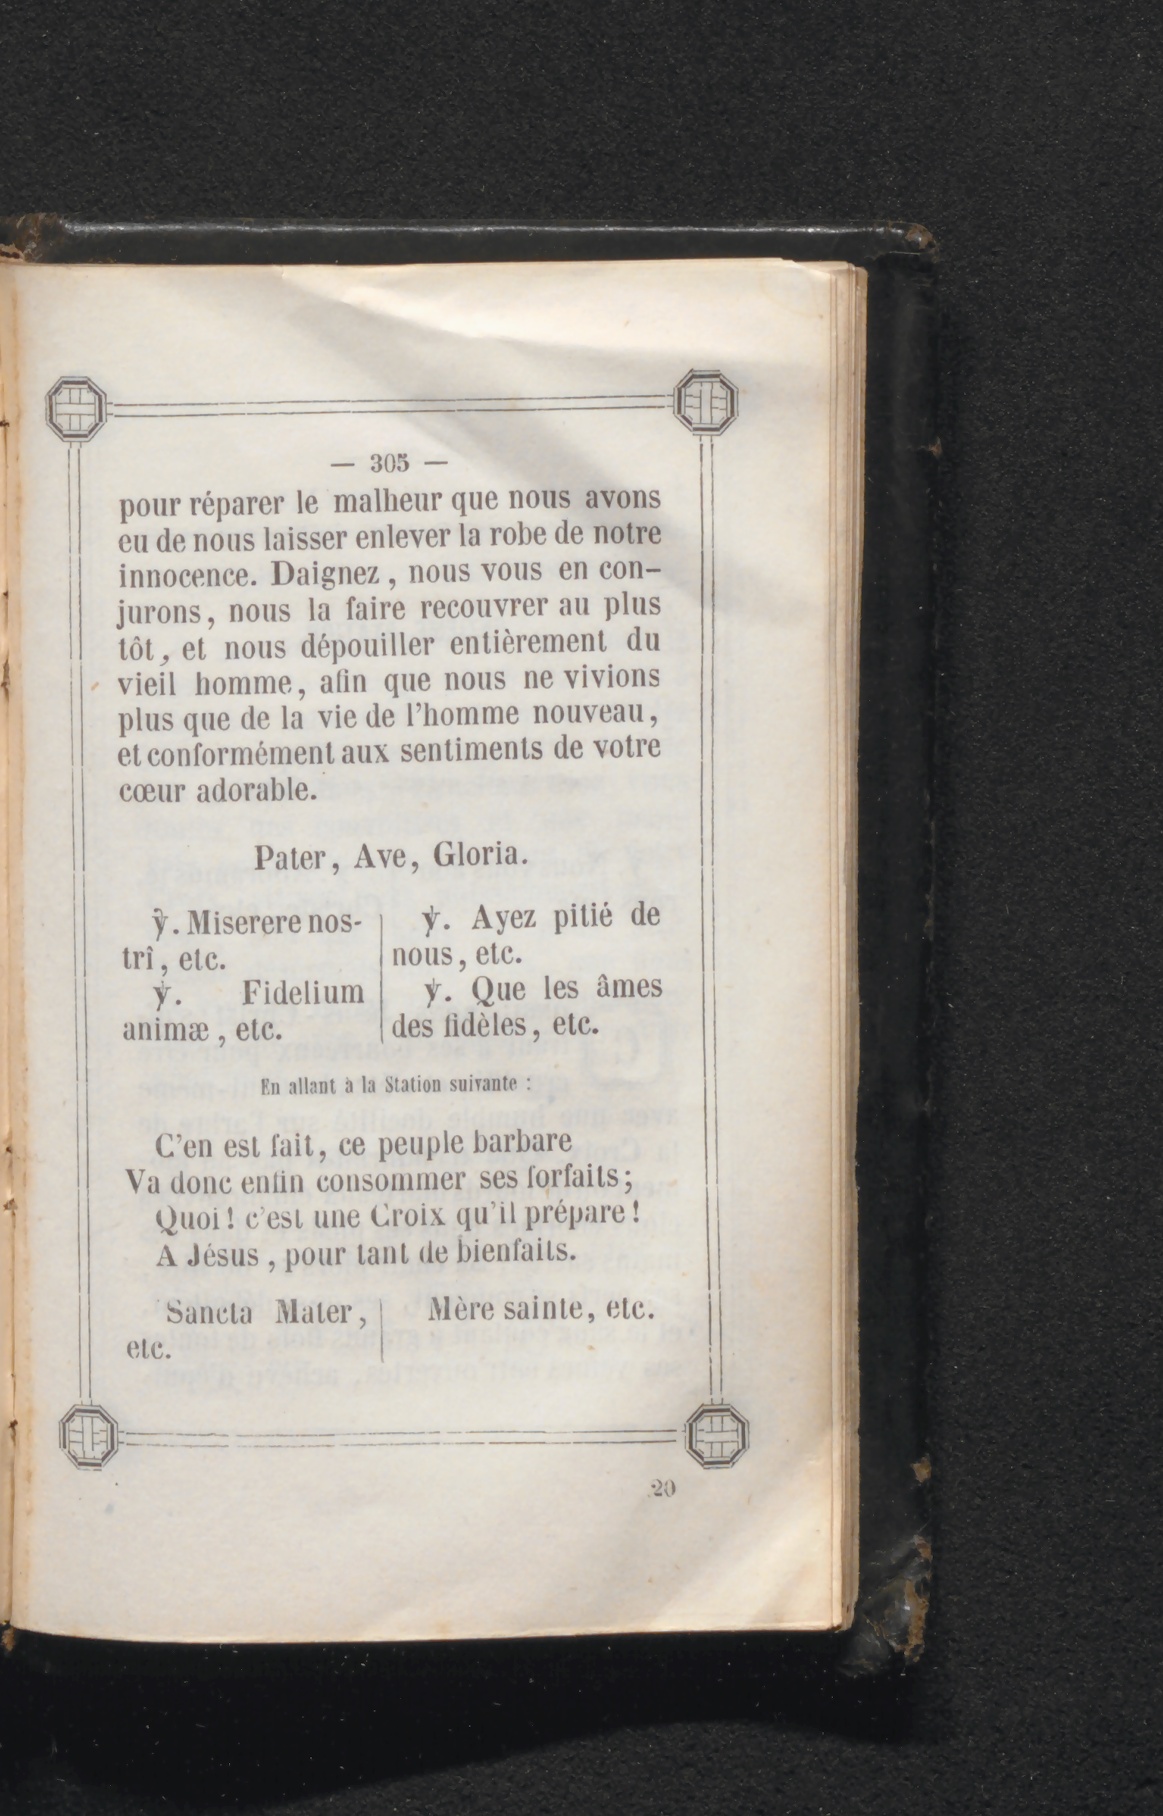 — 305 —
pour réparer le malheur que nous avons
eu de nous laisser enlever la robe de notre
innocence. Daignez, nous vous en con-
jurons, nous la faire recouvrer au plus
tôt, et nous dépouiller entièrement du
vieil homme, afin que nous ne vivions
plus que de la vie de l'homme nouveau,
et conformément aux sentiments de votre
cœur adorable.
Pater, Ave, Gloria.
℣. Miserere nos-
trî, etc.
℣. Fidelium
animæ, etc.
℣. Ayez pitié de
nous, etc.
℣. Que les âmes
des fidèles, etc.
En allant à la Station suivante :
C'en est fait, ce peuple barbare
Va donc enfin consommer ses forfaits;
Quoi! c'est une Croix qu'il prépare!
A Jésus, pour tant de bienfaits.
Sancta Mater,
etc.
Mère sainte, etc.
20